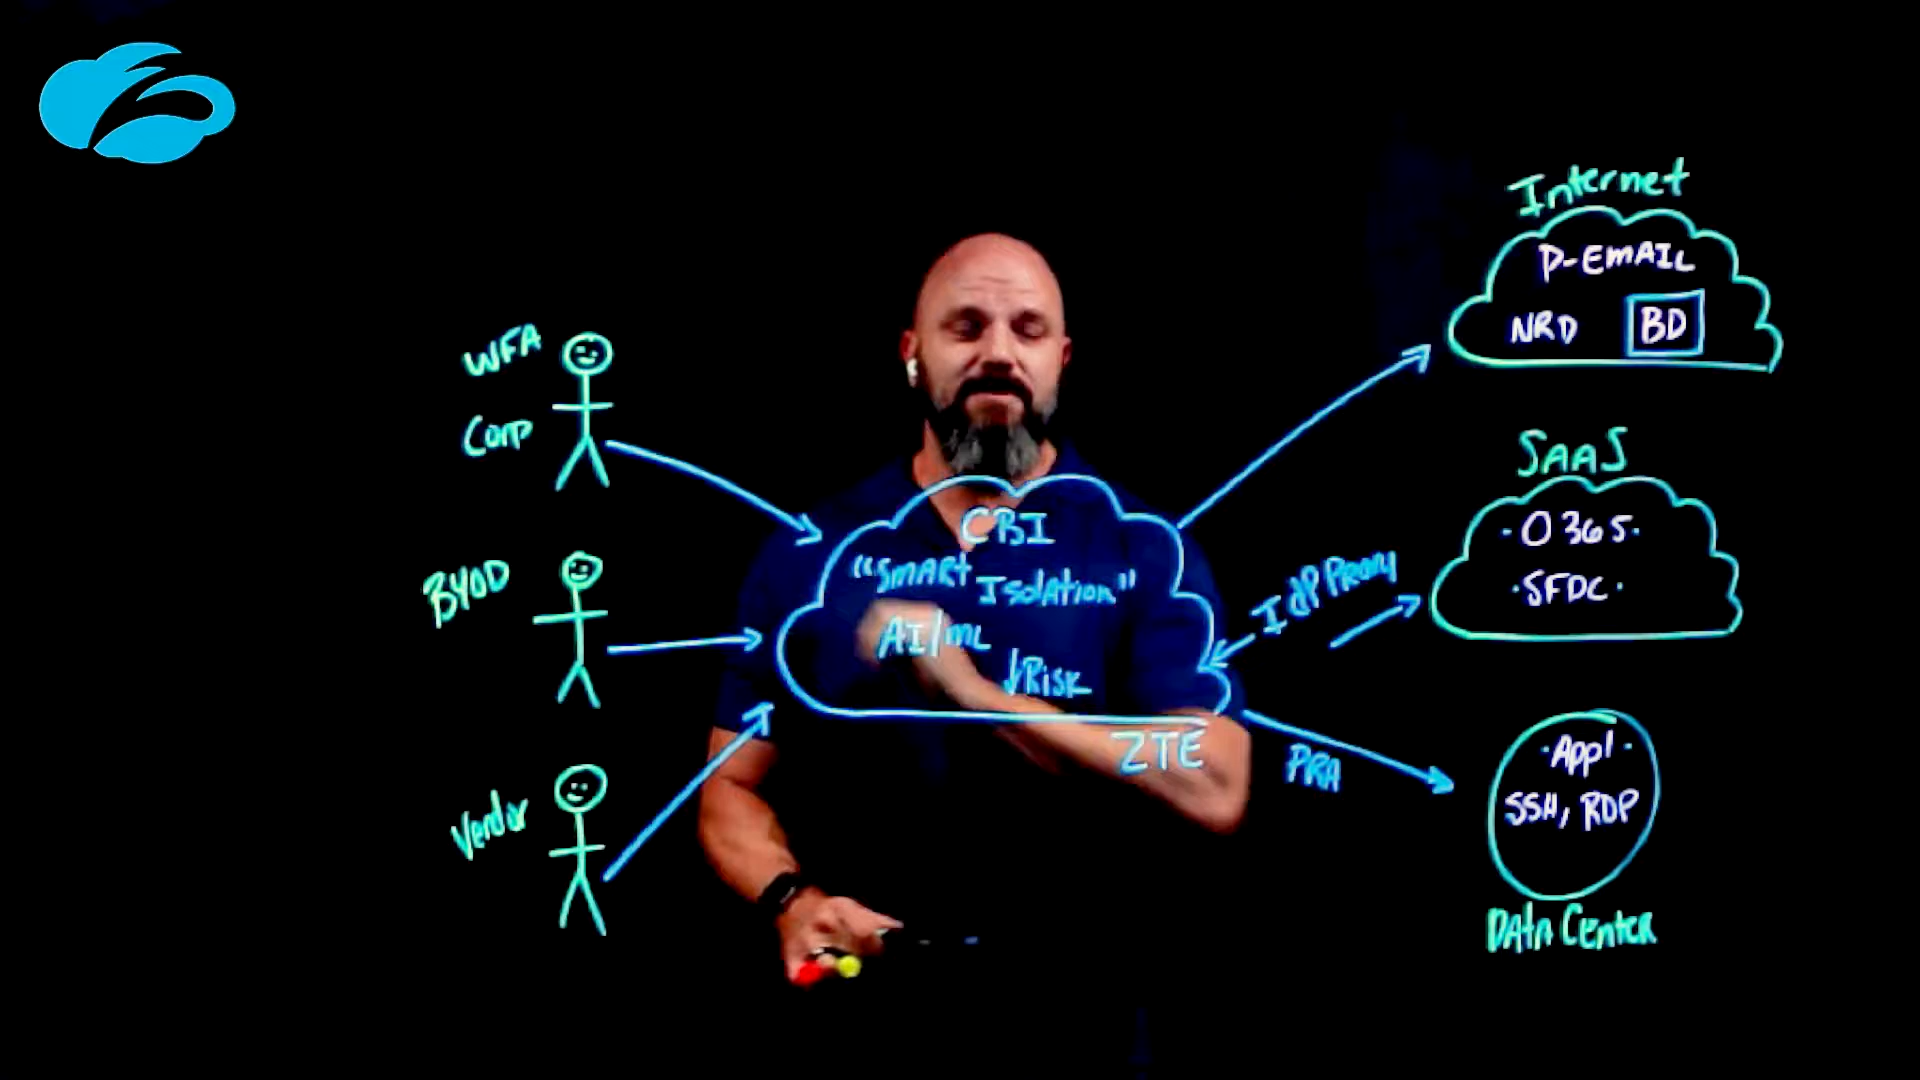 WFA
Corp
BYOD
Vendor
CBI
"Smart Isolation"
AI/ML
↓Risk
ZTE
IdP Proxy
PRA
Internet
P-EMAIL
NRD BD
SAAS
·O365·
·SFDC·
·App1·
SSH, RDP
DATA CENTER